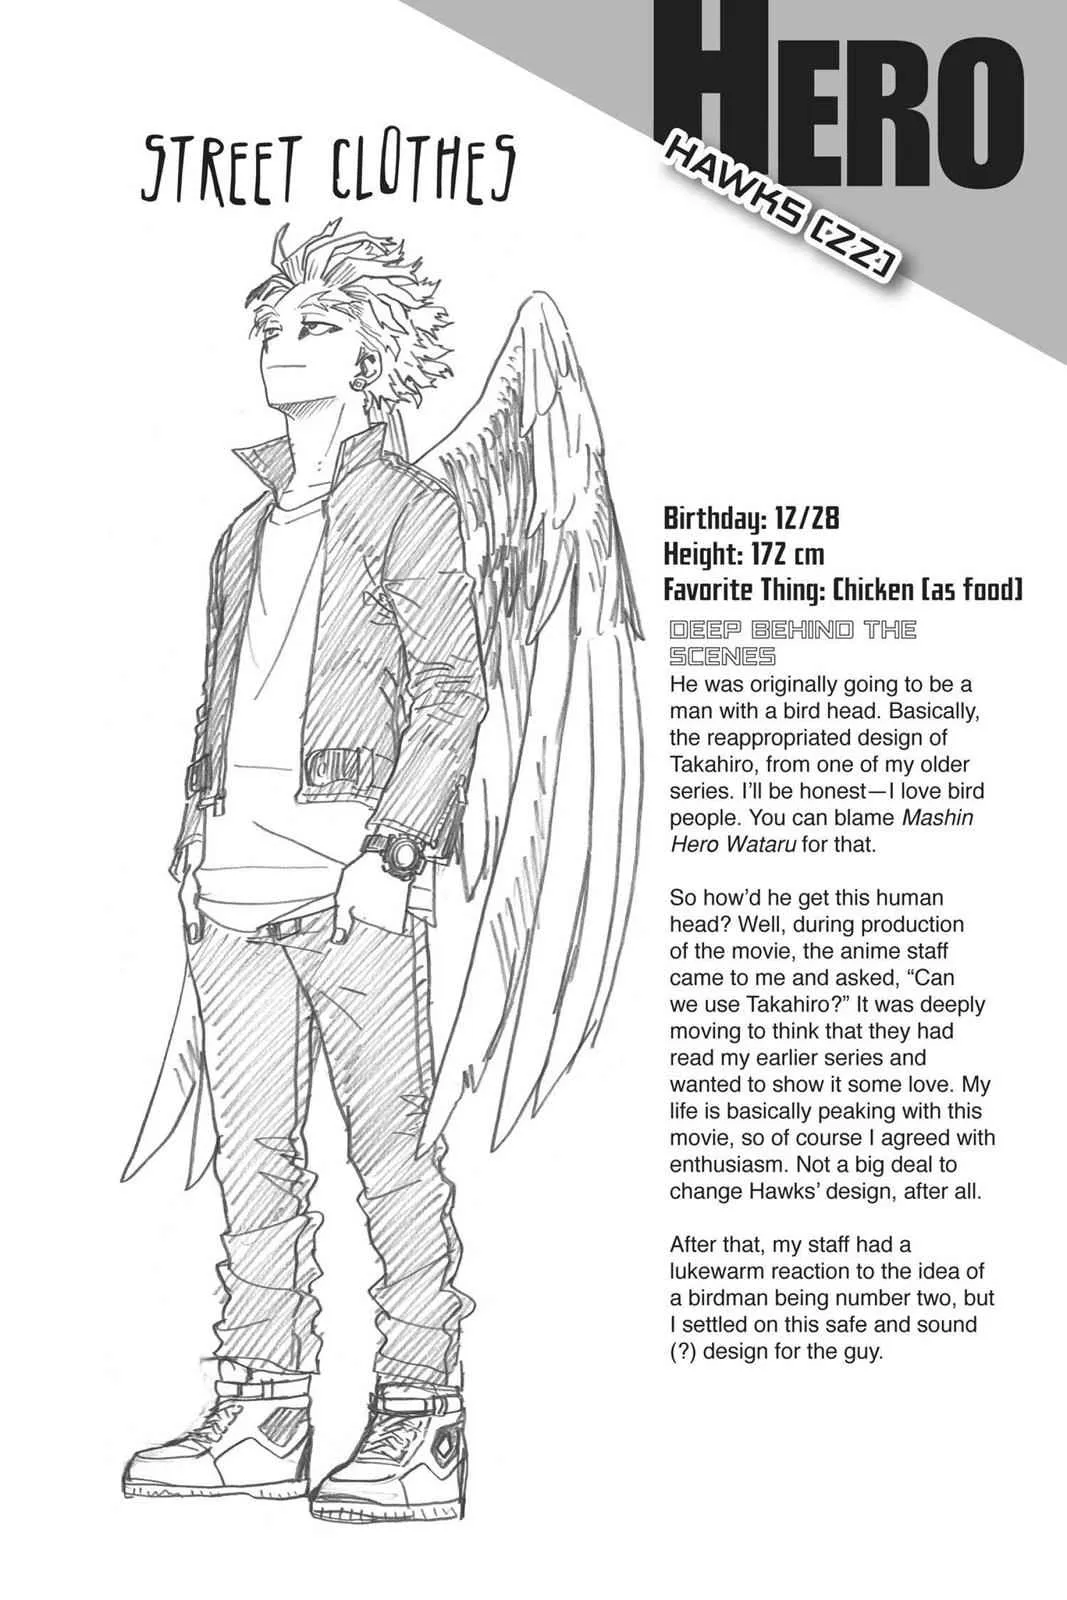 HERO
HAWKS [22]
STREET CLOTHES
Birthday: 12/28
Height: 172 cm
Favorite Thing: Chicken [as food]
DEEP BEHIND THE
SCENES
He was originally going to be a
man with a bird head. Basically,
the reappropriated design of
Takahiro, from one of my older
series. I’ll be honest—I love bird
people. You can blame Mashin
Hero Wataru for that.
So how’d he get this human
head? Well, during production
of the movie, the anime staff
came to me and asked, “Can
we use Takahiro?” It was deeply
moving to think that they had
read my earlier series and
wanted to show it some love. My
life is basically peaking with this
movie, so of course I agreed with
enthusiasm. Not a big deal to
change Hawks’ design, after all.
After that, my staff had a
lukewarm reaction to the idea of
a birdman being number two, but
I settled on this safe and sound
(?) design for the guy.